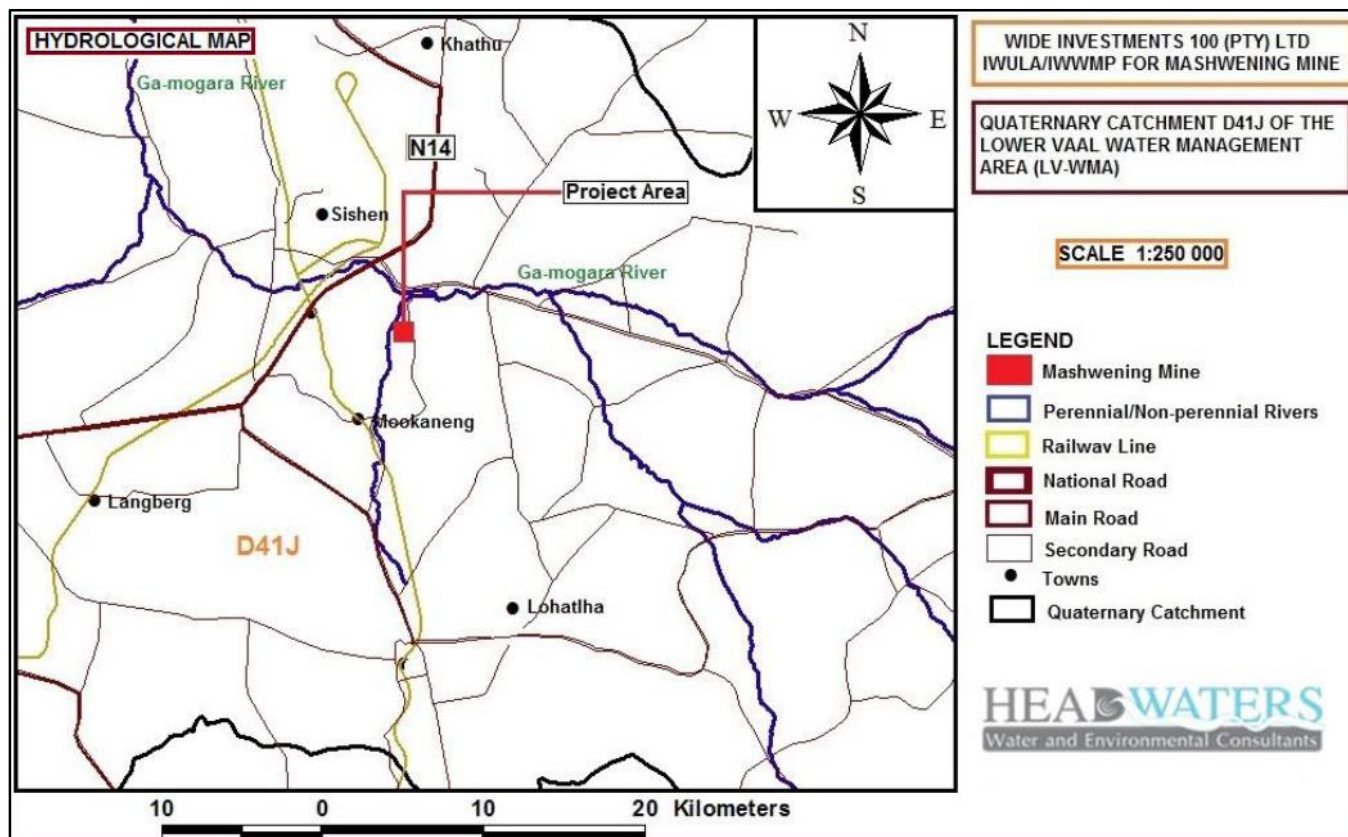 HYDROLOGICAL MAP
Khathu
Ga-mogara River
N14
Project Area
Sishen
Ga-mogara River
Mookaneng
Langberg
D41J
Lohatlha
N
W
E
S
10 0 10 20 Kilometers
WIDE INVESTMENTS 100 (PTY) LTD
IWULA/IWWMP FOR MASHWENING MINE
QUATERNARY CATCHMENT D41J OF THE
LOWER VAAL WATER MANAGEMENT
AREA (LV-WMA)
SCALE 1:250 000
LEGEND
Mashwening Mine
Perennial/Non-perennial Rivers
Railway Line
National Road
Main Road
Secondary Road
Towns
Quaternary Catchment
HEADWATERS
Water and Environmental Consultants